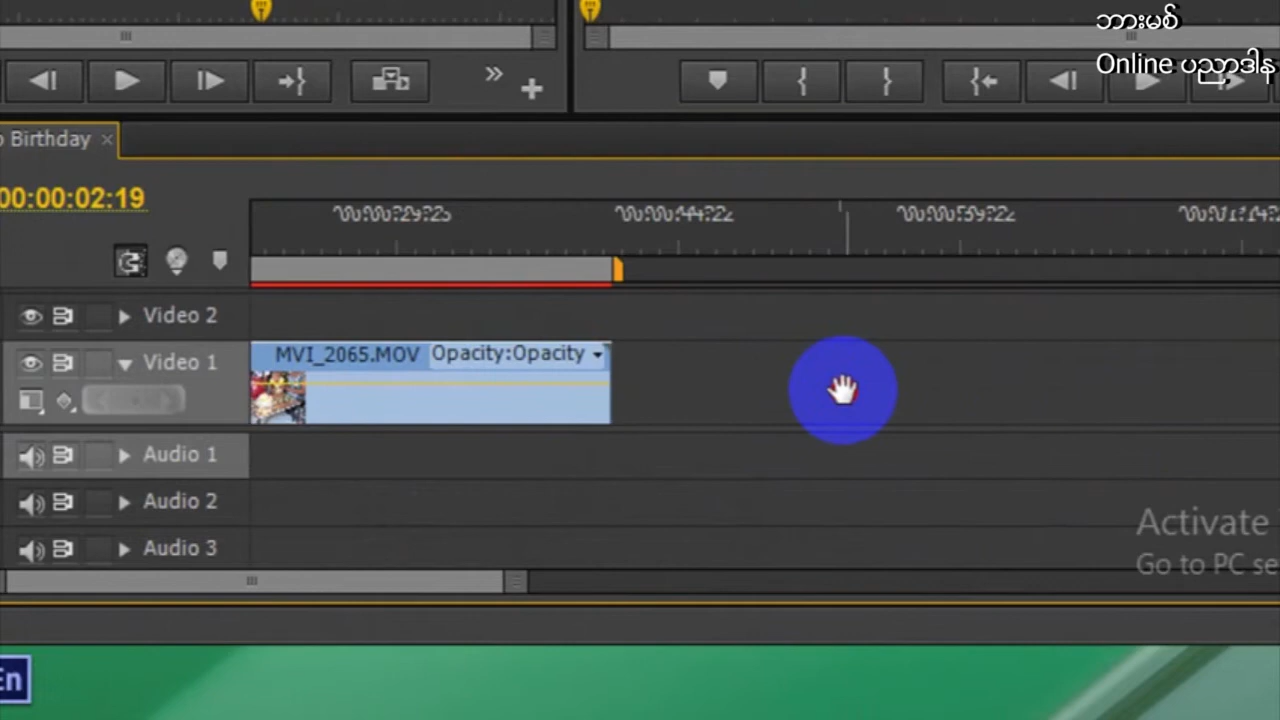 ဘားမစ်
Online ပညာဒါန
Birthday ×
00:00:02:19
Video 2
MVI_2065.MOV Opacity:Opacity
Video 1
Audio 1
Audio 2
Audio 3
Activate
Go to PC se
En